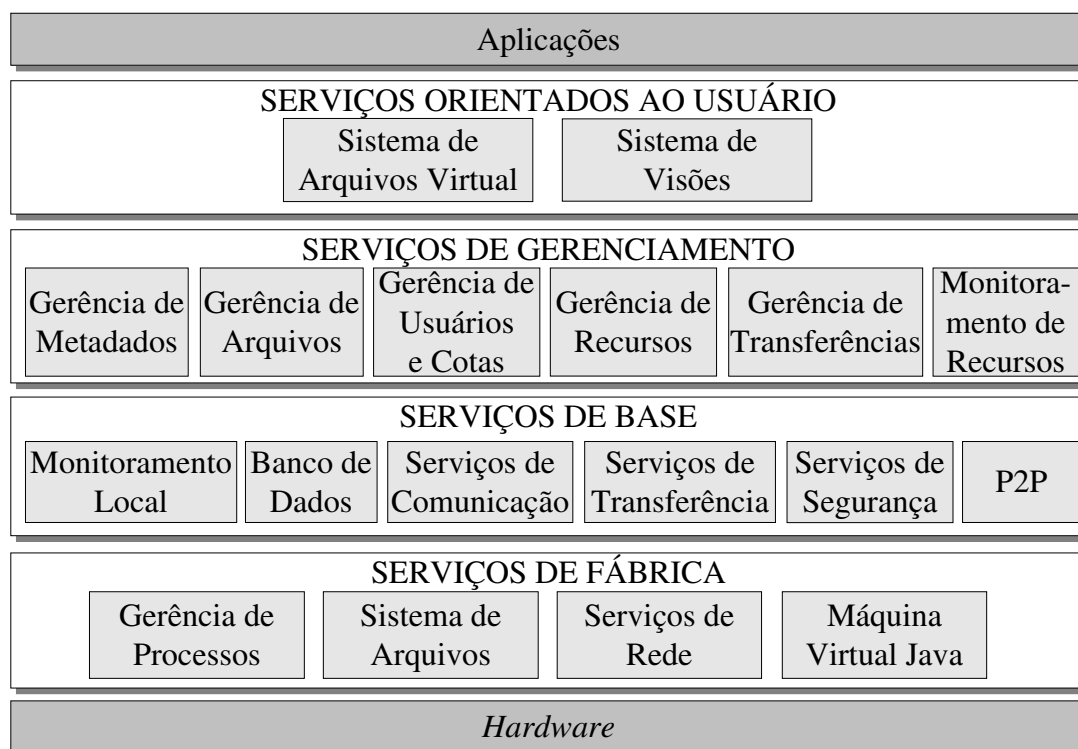 Aplicações
SERVIÇOS ORIENTADOS AO USUÁRIO
Sistema de
Arquivos Virtual
Sistema de
Visões
SERVIÇOS DE GERENCIAMENTO
Gerência de
Metadados
Gerência de
Arquivos
Gerência de
Usuários
e Cotas
Gerência de
Recursos
Gerência de
Transferências
Monitora-
mento de
Recursos
SERVIÇOS DE BASE
Monitoramento
Local
Banco de
Dados
Serviços de
Comunicação
Serviços de
Transferência
Serviços de
Segurança
P2P
SERVIÇOS DE FÁBRICA
Gerência de
Processos
Sistema de
Arquivos
Serviços de
Rede
Máquina
Virtual Java
Hardware